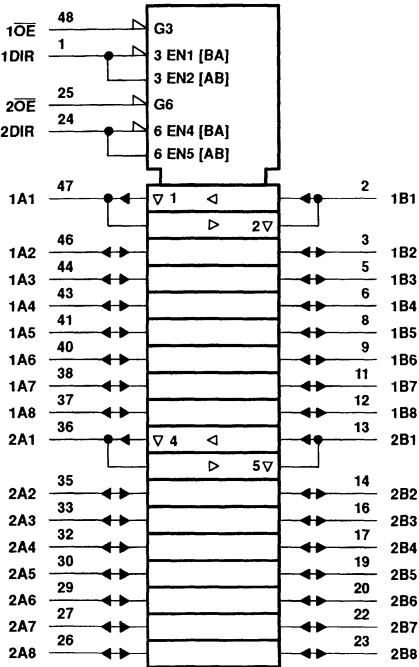 48
1O̅E̅ G3
1
1DIR 3 EN1 [BA]
3 EN2 [AB]
25
2O̅E̅ G6
24
2DIR 6 EN4 [BA]
6 EN5 [AB]
47 2
1A1 ▽ 1 ◁ 1B1
▷ 2 ▽
46 3
1A2 1B2
44 5
1A3 1B3
43 6
1A4 1B4
41 8
1A5 1B5
40 9
1A6 1B6
38 11
1A7 1B7
37 12
1A8 1B8
36 13
2A1 ▽ 4 ◁ 2B1
▷ 5 ▽
35 14
2A2 2B2
33 16
2A3 2B3
32 17
2A4 2B4
30 19
2A5 2B5
29 20
2A6 2B6
27 22
2A7 2B7
26 23
2A8 2B8